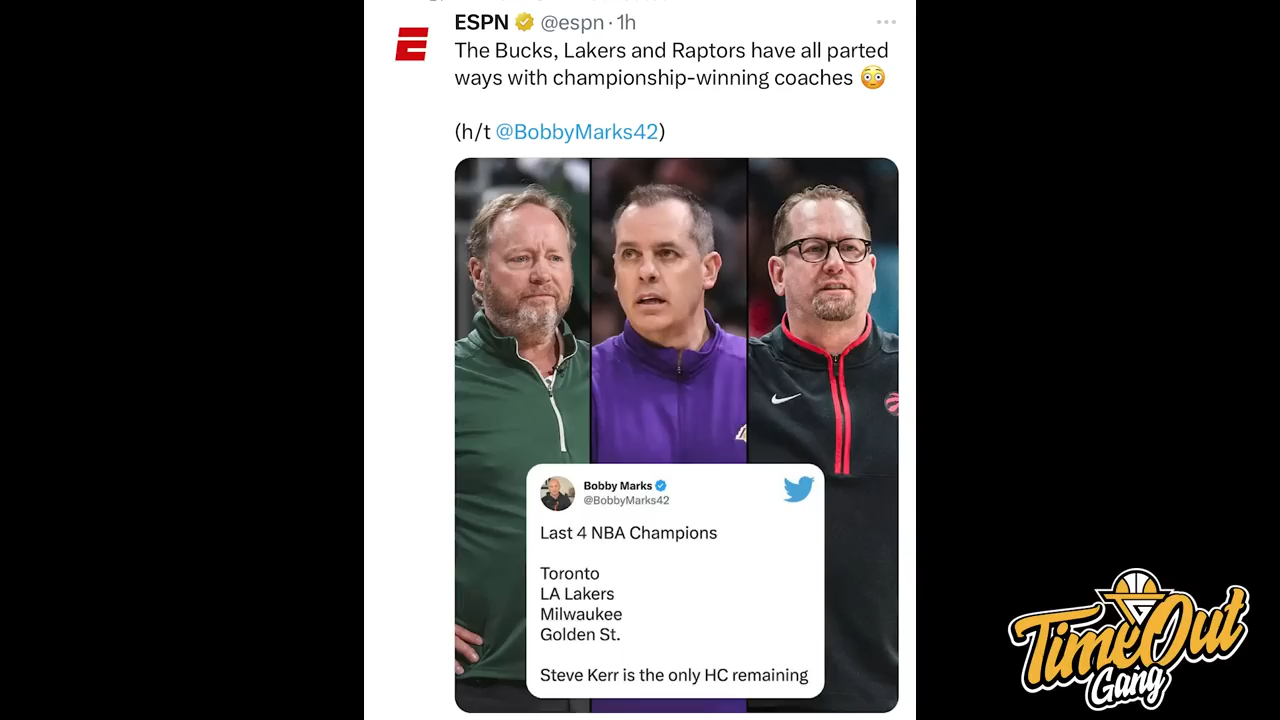 ESPN @espn · 1h
The Bucks, Lakers and Raptors have all parted
ways with championship-winning coaches 😳
(h/t @BobbyMarks42)
Bobby Marks
@BobbyMarks42
Last 4 NBA Champions
Toronto
LA Lakers
Milwaukee
Golden St.
Steve Kerr is the only HC remaining
TimeOut
Gang